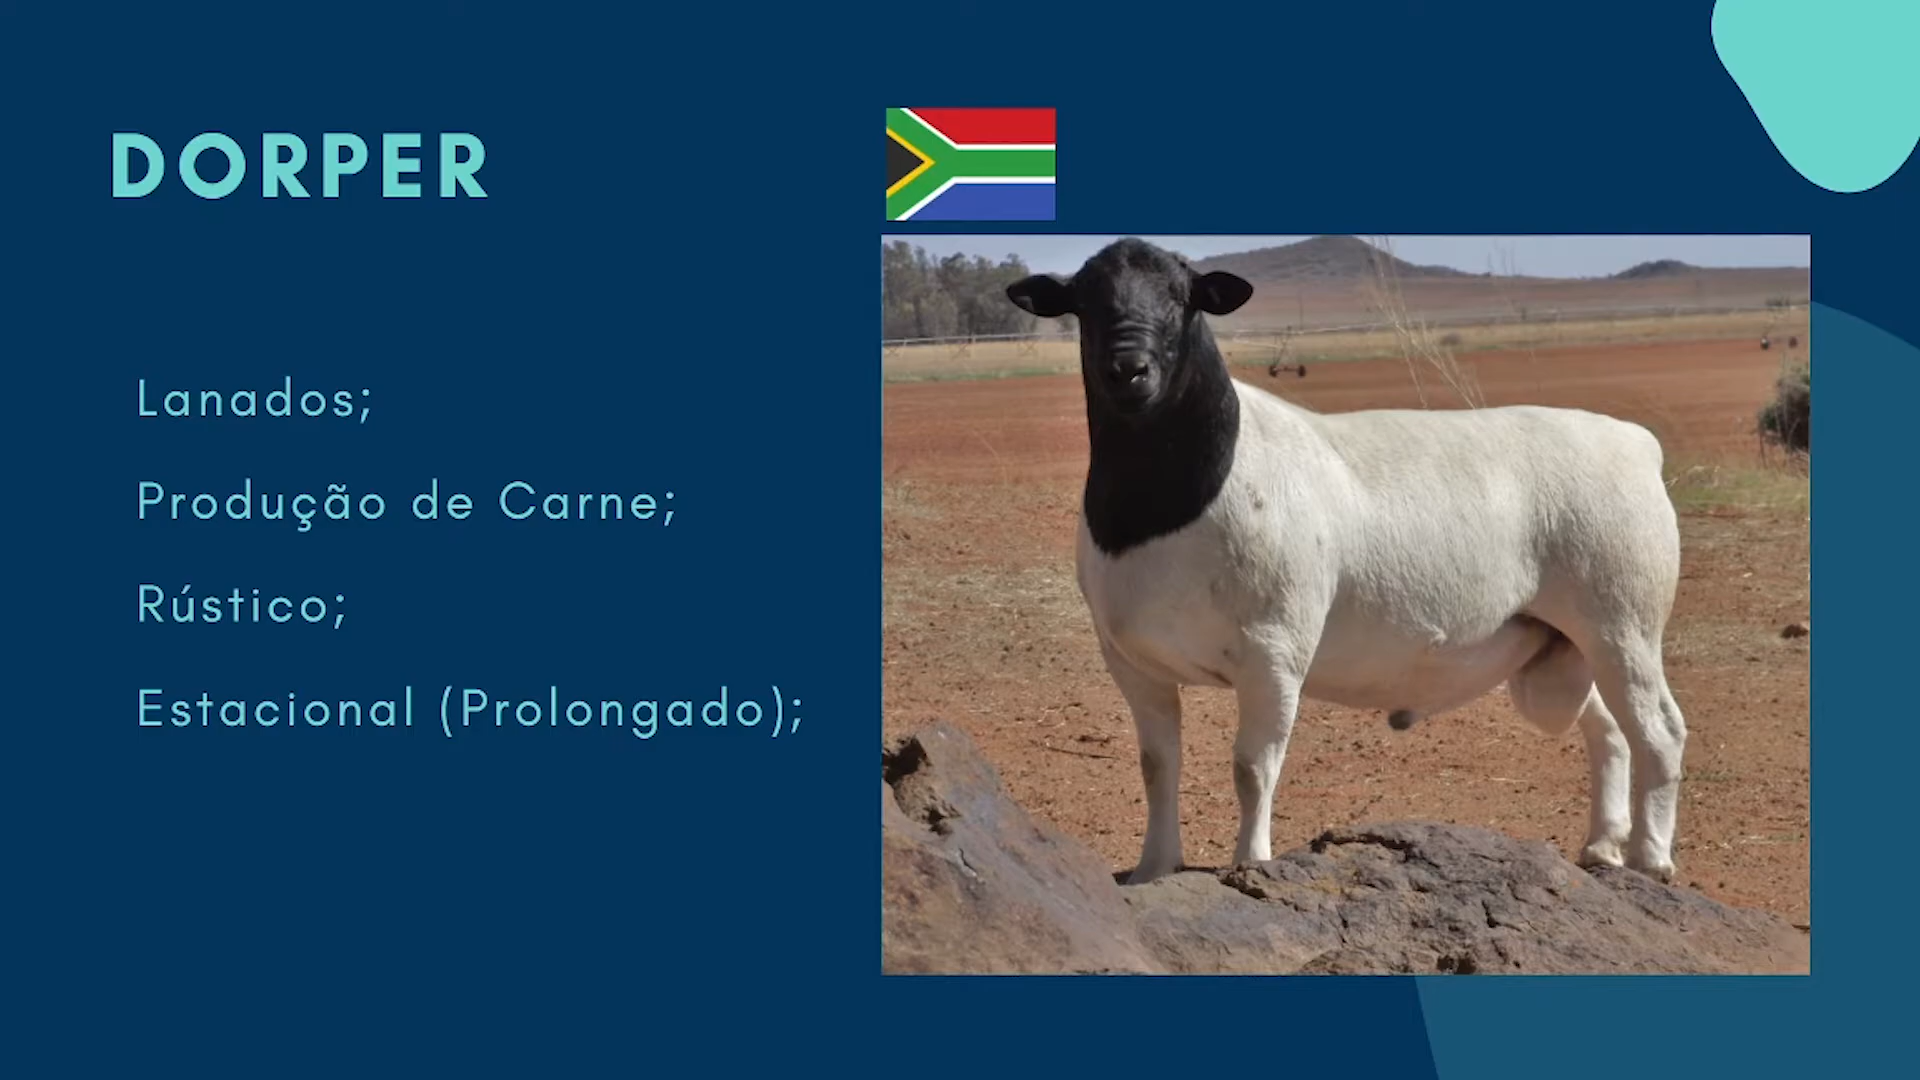 DORPER
Lanados;
Produção de Carne;
Rústico;
Estacional (Prolongado);